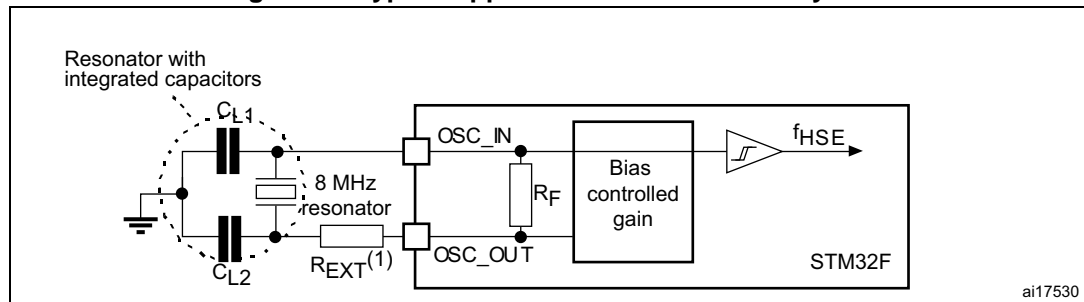 Resonator with
integrated capacitors
CL1
OSC_IN
fHSE
8 MHz
resonator
RF
Bias
controlled
gain
REXT(1)
OSC_OUT
CL2
STM32F
ai17530